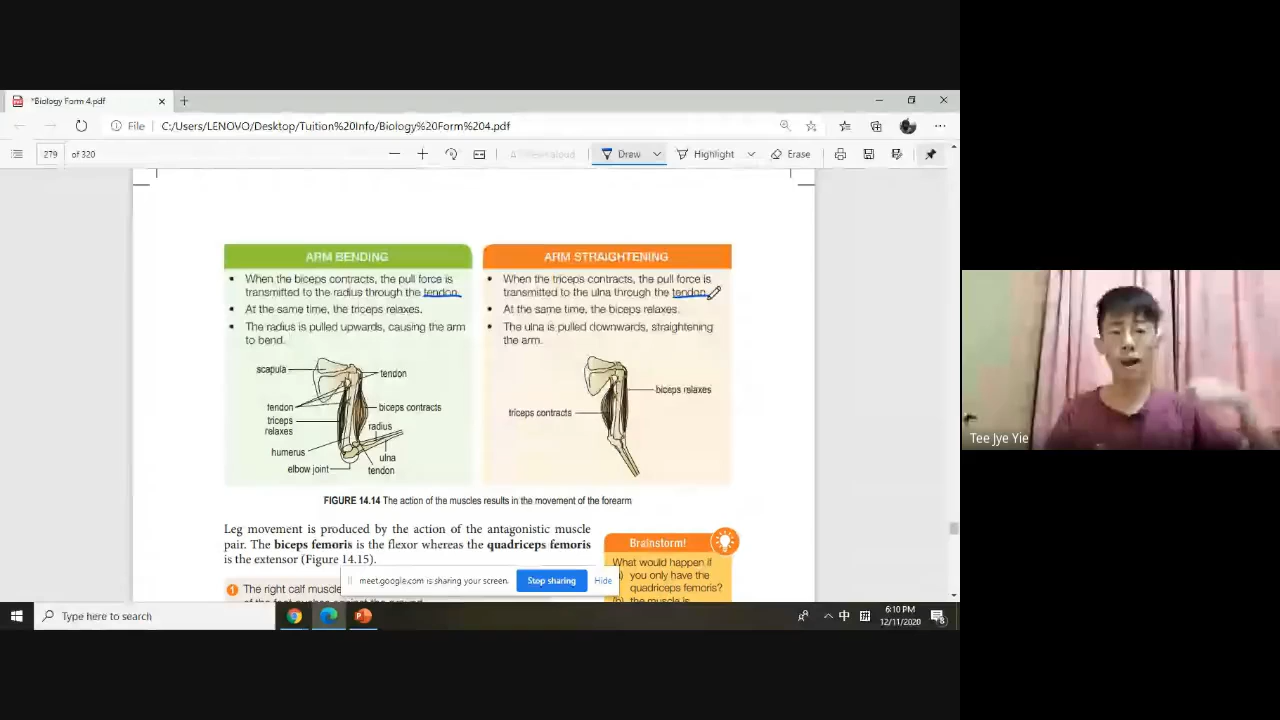 *Biology Form 4.pdf
File
C:/Users/LENOVO/Desktop/Tuition%20Info/Biology%20Form%204.pdf
279 of 320
Draw
Highlight
Erase
ARM BENDING
• When the biceps contracts, the pull force is
transmitted to the radius through the tendon.
• At the same time, the triceps relaxes.
• The radius is pulled upwards, causing the arm
to bend.
scapula
tendon
tendon
biceps contracts
triceps
relaxes
radius
humerus
ulna
elbow joint
tendon
ARM STRAIGHTENING
• When the triceps contracts, the pull force is
transmitted to the ulna through the tendon
• At the same time, the biceps relaxes.
• The ulna is pulled downwards, straightening
the arm.
biceps relaxes
triceps contracts
FIGURE 14.14 The action of the muscles results in the movement of the forearm
Leg movement is produced by the action of the antagonistic muscle
pair. The biceps femoris is the flexor whereas the quadriceps femoris
is the extensor (Figure 14.15).
1 The right calf muscle
Brainstorm!
What would happen if
you only have the
quadriceps femoris?
meet.google.com is sharing your screen.
Stop sharing
Hide
Tee Jye Yie
Type here to search
中
6:10 PM
12/11/2020
8